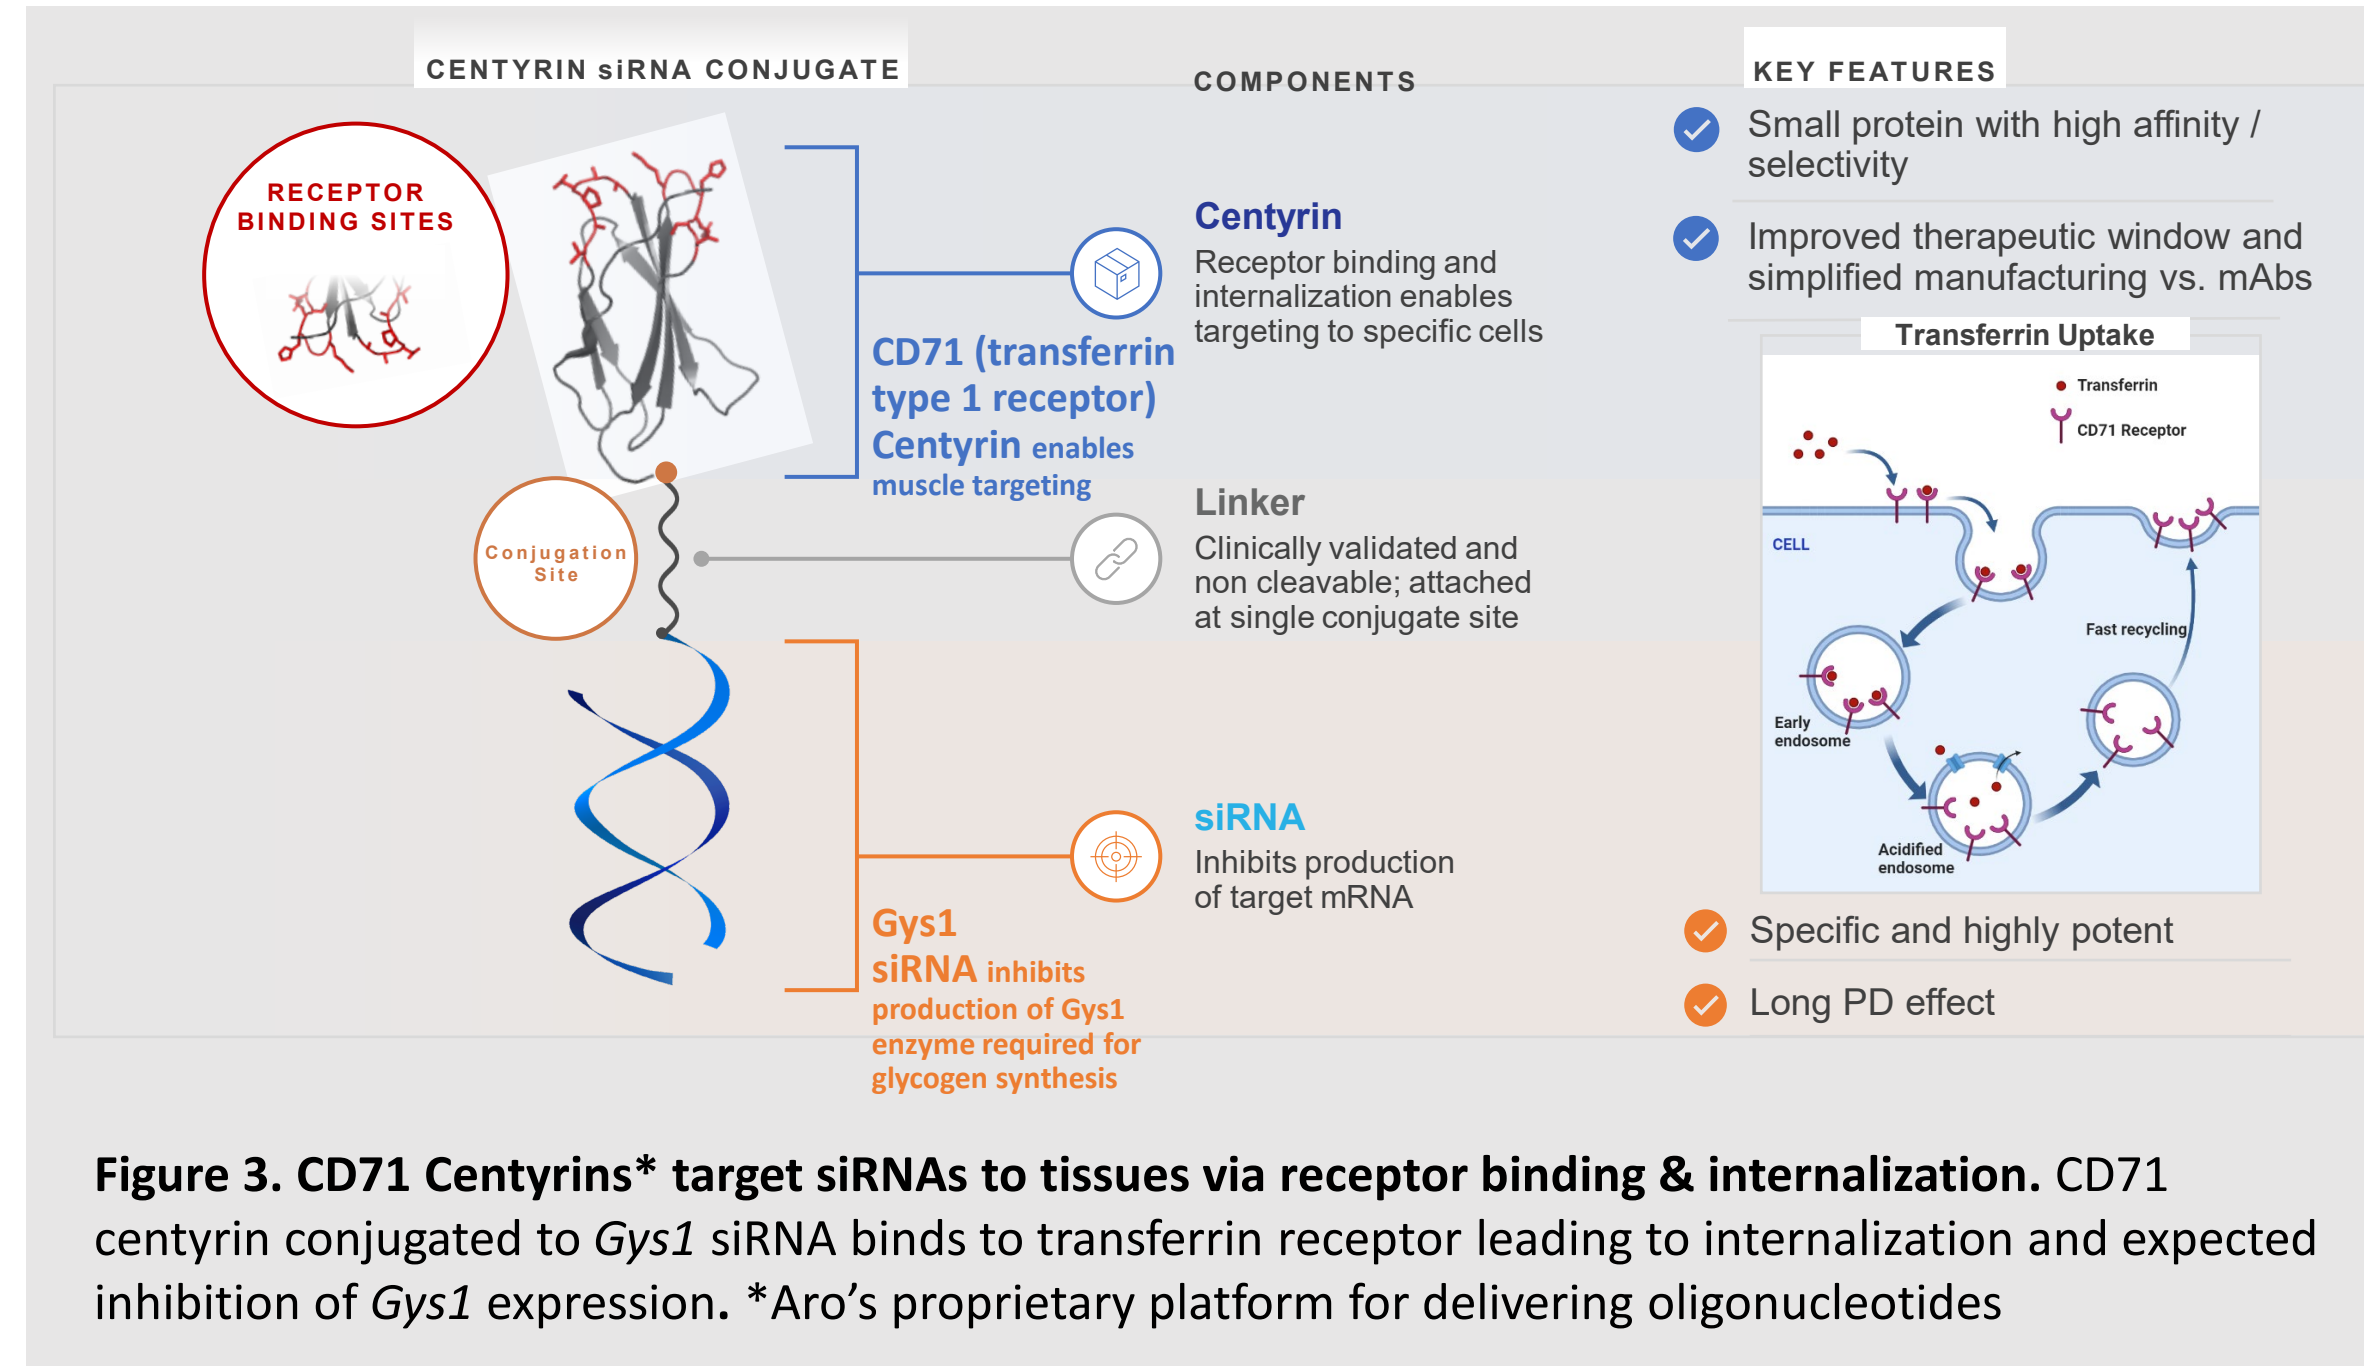 CENTYRIN siRNA CONJUGATE
COMPONENTS
KEY FEATURES
RECEPTOR
BINDING SITES
Conjugation
Site
CD71 (transferrin
type 1 receptor)
Centyrin enables
muscle targeting
Gys1
siRNA inhibits
production of Gys1
enzyme required for
glycogen synthesis
Centyrin
Receptor binding and
internalization enables
targeting to specific cells
Linker
Clinically validated and
non cleavable; attached
at single conjugate site
siRNA
Inhibits production
of target mRNA
Small protein with high affinity /
selectivity
Improved therapeutic window and
simplified manufacturing vs. mAbs
Transferrin Uptake
Transferrin
CD71 Receptor
CELL
Fast recycling
Early
endosome
Acidified
endosome
Specific and highly potent
Long PD effect
Figure 3. CD71 Centyrins* target siRNAs to tissues via receptor binding & internalization. CD71
centyrin conjugated to Gys1 siRNA binds to transferrin receptor leading to internalization and expected
inhibition of Gys1 expression. *Aro’s proprietary platform for delivering oligonucleotides